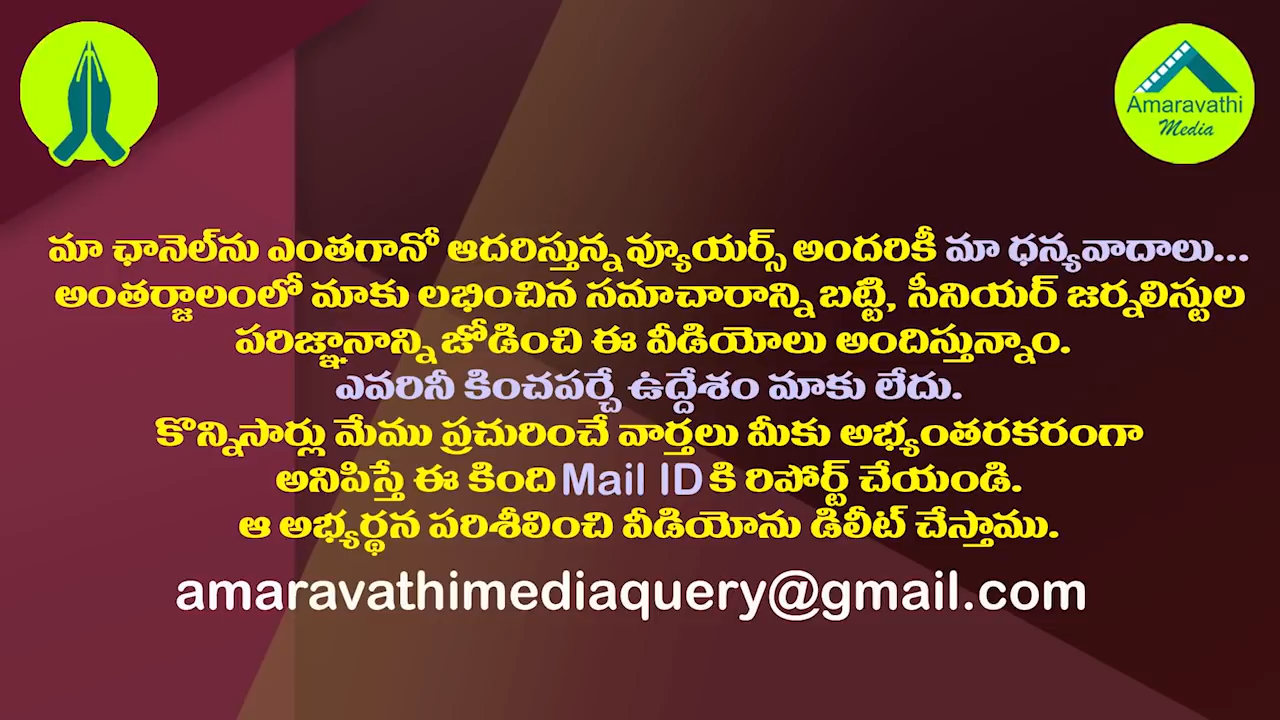 Amaravathi
Media
మా ఛానెల్‌ను ఎంతగానో ఆదరిస్తున్న వ్యూయర్స్ అందరికీ మా ధన్యవాదాలు...
అంతర్జాలంలో మాకు లభించిన సమాచారాన్ని బట్టి, సీనియర్ జర్నలిస్టుల
పరిజ్ఞానాన్ని జోడించి ఈ వీడియోలు అందిస్తున్నాం.
ఎవరినీ కించపర్చే ఉద్దేశం మాకు లేదు.
కొన్నిసార్లు మేము ప్రచురించే వార్తలు మీకు అభ్యంతరకరంగా
అనిపిస్తే ఈ కింది Mail ID కి రిపోర్ట్ చేయండి.
ఆ అభ్యర్థన పరిశీలించి వీడియోను డిలీట్ చేస్తాము.
amaravathimediaquery@gmail.com